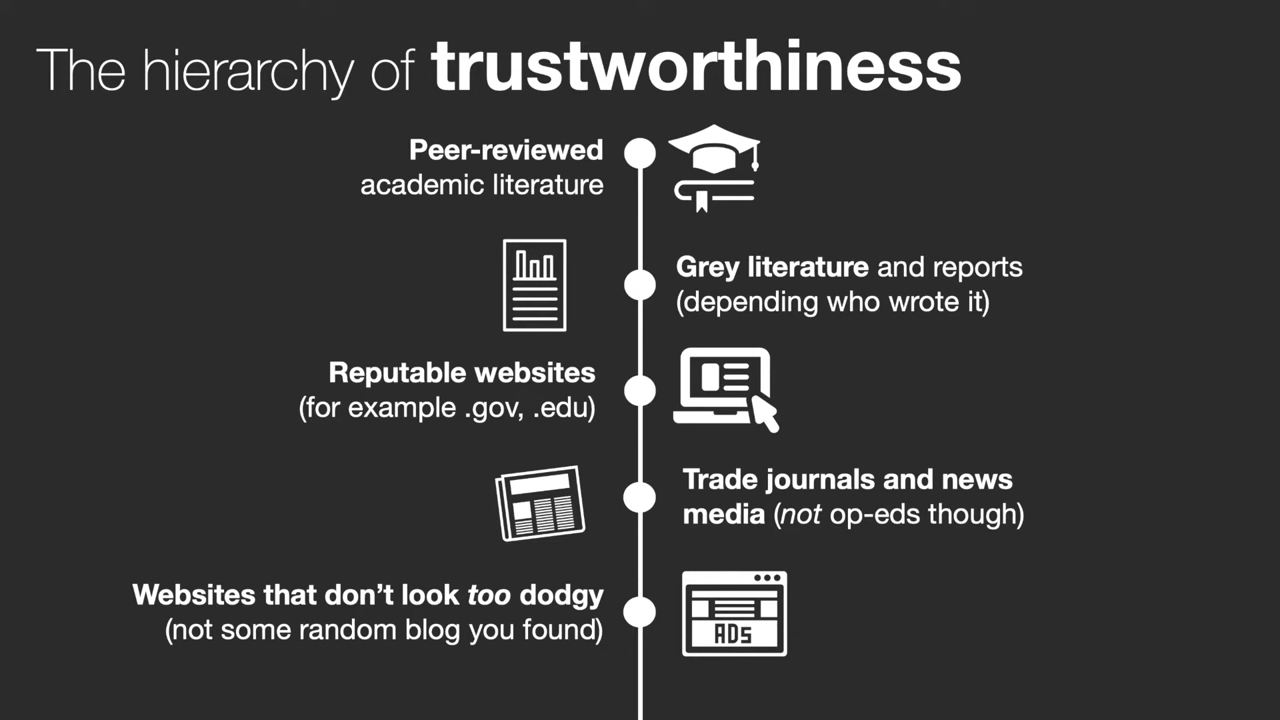 The hierarchy of trustworthiness
Peer-reviewed
academic literature
Grey literature and reports
(depending who wrote it)
Reputable websites
(for example .gov, .edu)
Trade journals and news
media (not op-eds though)
Websites that don’t look too dodgy
(not some random blog you found)
ADs